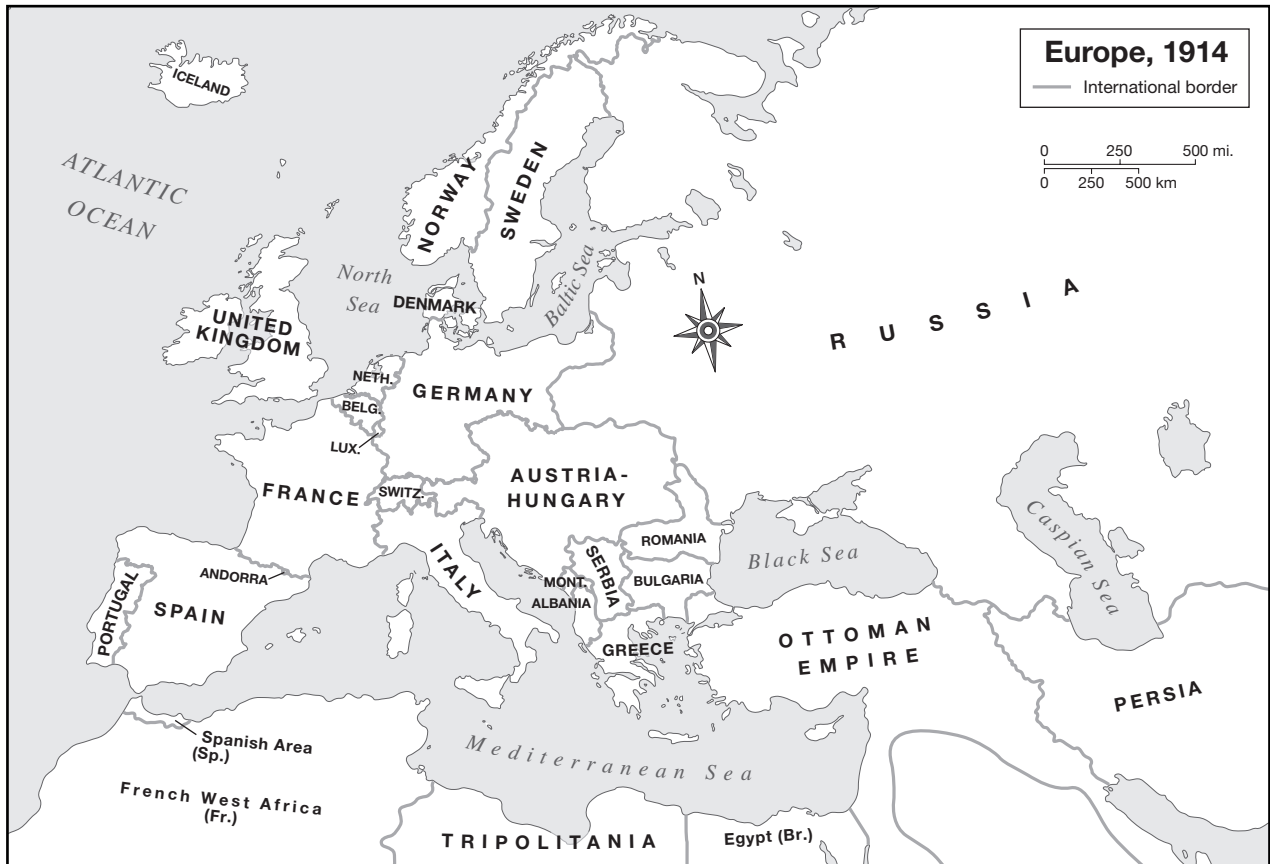 Europe, 1914
International border
0 250 500 mi.
0 250 500 km
ICELAND
ATLANTIC
OCEAN
NORWAY
SWEDEN
North
Sea
Baltic Sea
DENMARK
UNITED
KINGDOM
N
RUSSIA
NETH.
GERMANY
BELG.
LUX.
FRANCE
SWITZ.
AUSTRIA-
HUNGARY
Caspian Sea
ROMANIA
Black Sea
ITALY
SERBIA
BULGARIA
MONT.
ALBANIA
ANDORRA
PORTUGAL
SPAIN
GREECE
OTTOMAN
EMPIRE
PERSIA
Spanish Area
(Sp.)
Mediterranean Sea
French West Africa
(Fr.)
TRIPOLITANIA
Egypt (Br.)